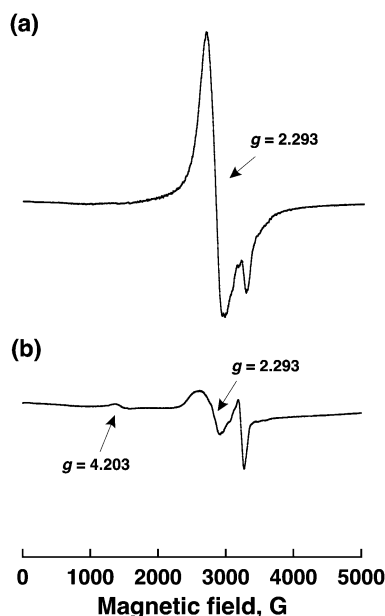 (a)
g = 2.293
(b)
g = 2.293
g = 4.203
0 1000 2000 3000 4000 5000
Magnetic field, G